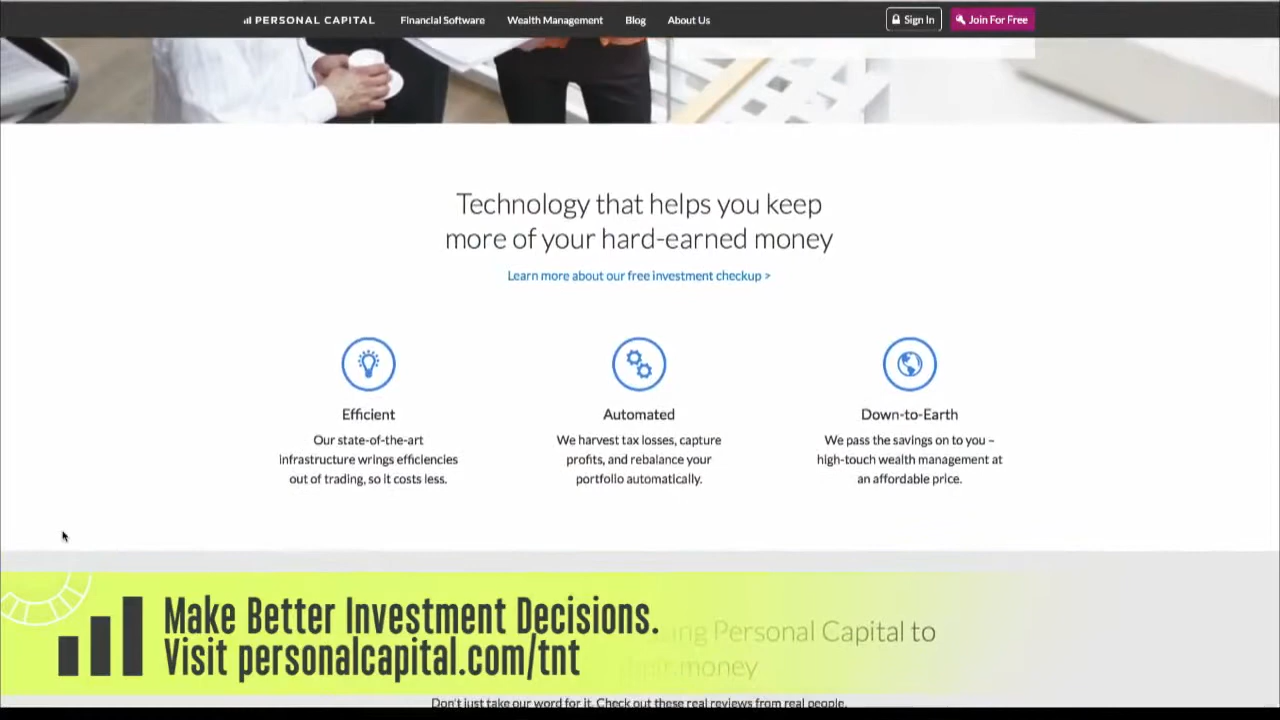 PERSONAL CAPITAL Financial Software Wealth Management Blog About Us Sign In Join For Free
Technology that helps you keep
more of your hard-earned money
Learn more about our free investment checkup >
Efficient
Our state-of-the-art
infrastructure wrings efficiencies
out of trading, so it costs less.
Automated
We harvest tax losses, capture
profits, and rebalance your
portfolio automatically.
Down-to-Earth
We pass the savings on to you –
high-touch wealth management at
an affordable price.
Make Better Investment Decisions.
Visit personalcapital.com/tnt
Personal Capital to
money
Don't just take our word for it. Check out these real reviews from real people.